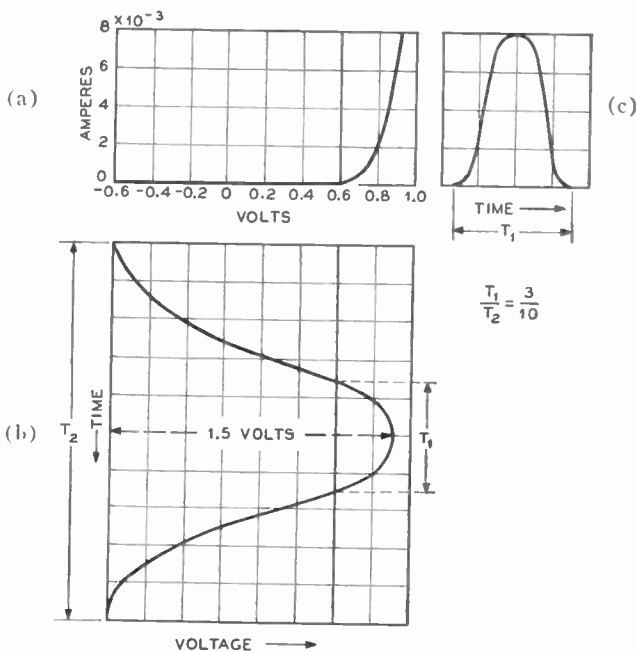 8 ×10⁻³
(a)
AMPERES
6
4
2
0
-0.6 -0.4 -0.2 0 0.2 0.4 0.6 0.8 1.0
VOLTS
(c)
TIME
T₁
T₁/T₂ = 3/10
(b)
T₂
TIME
1.5 VOLTS
T₁
VOLTAGE